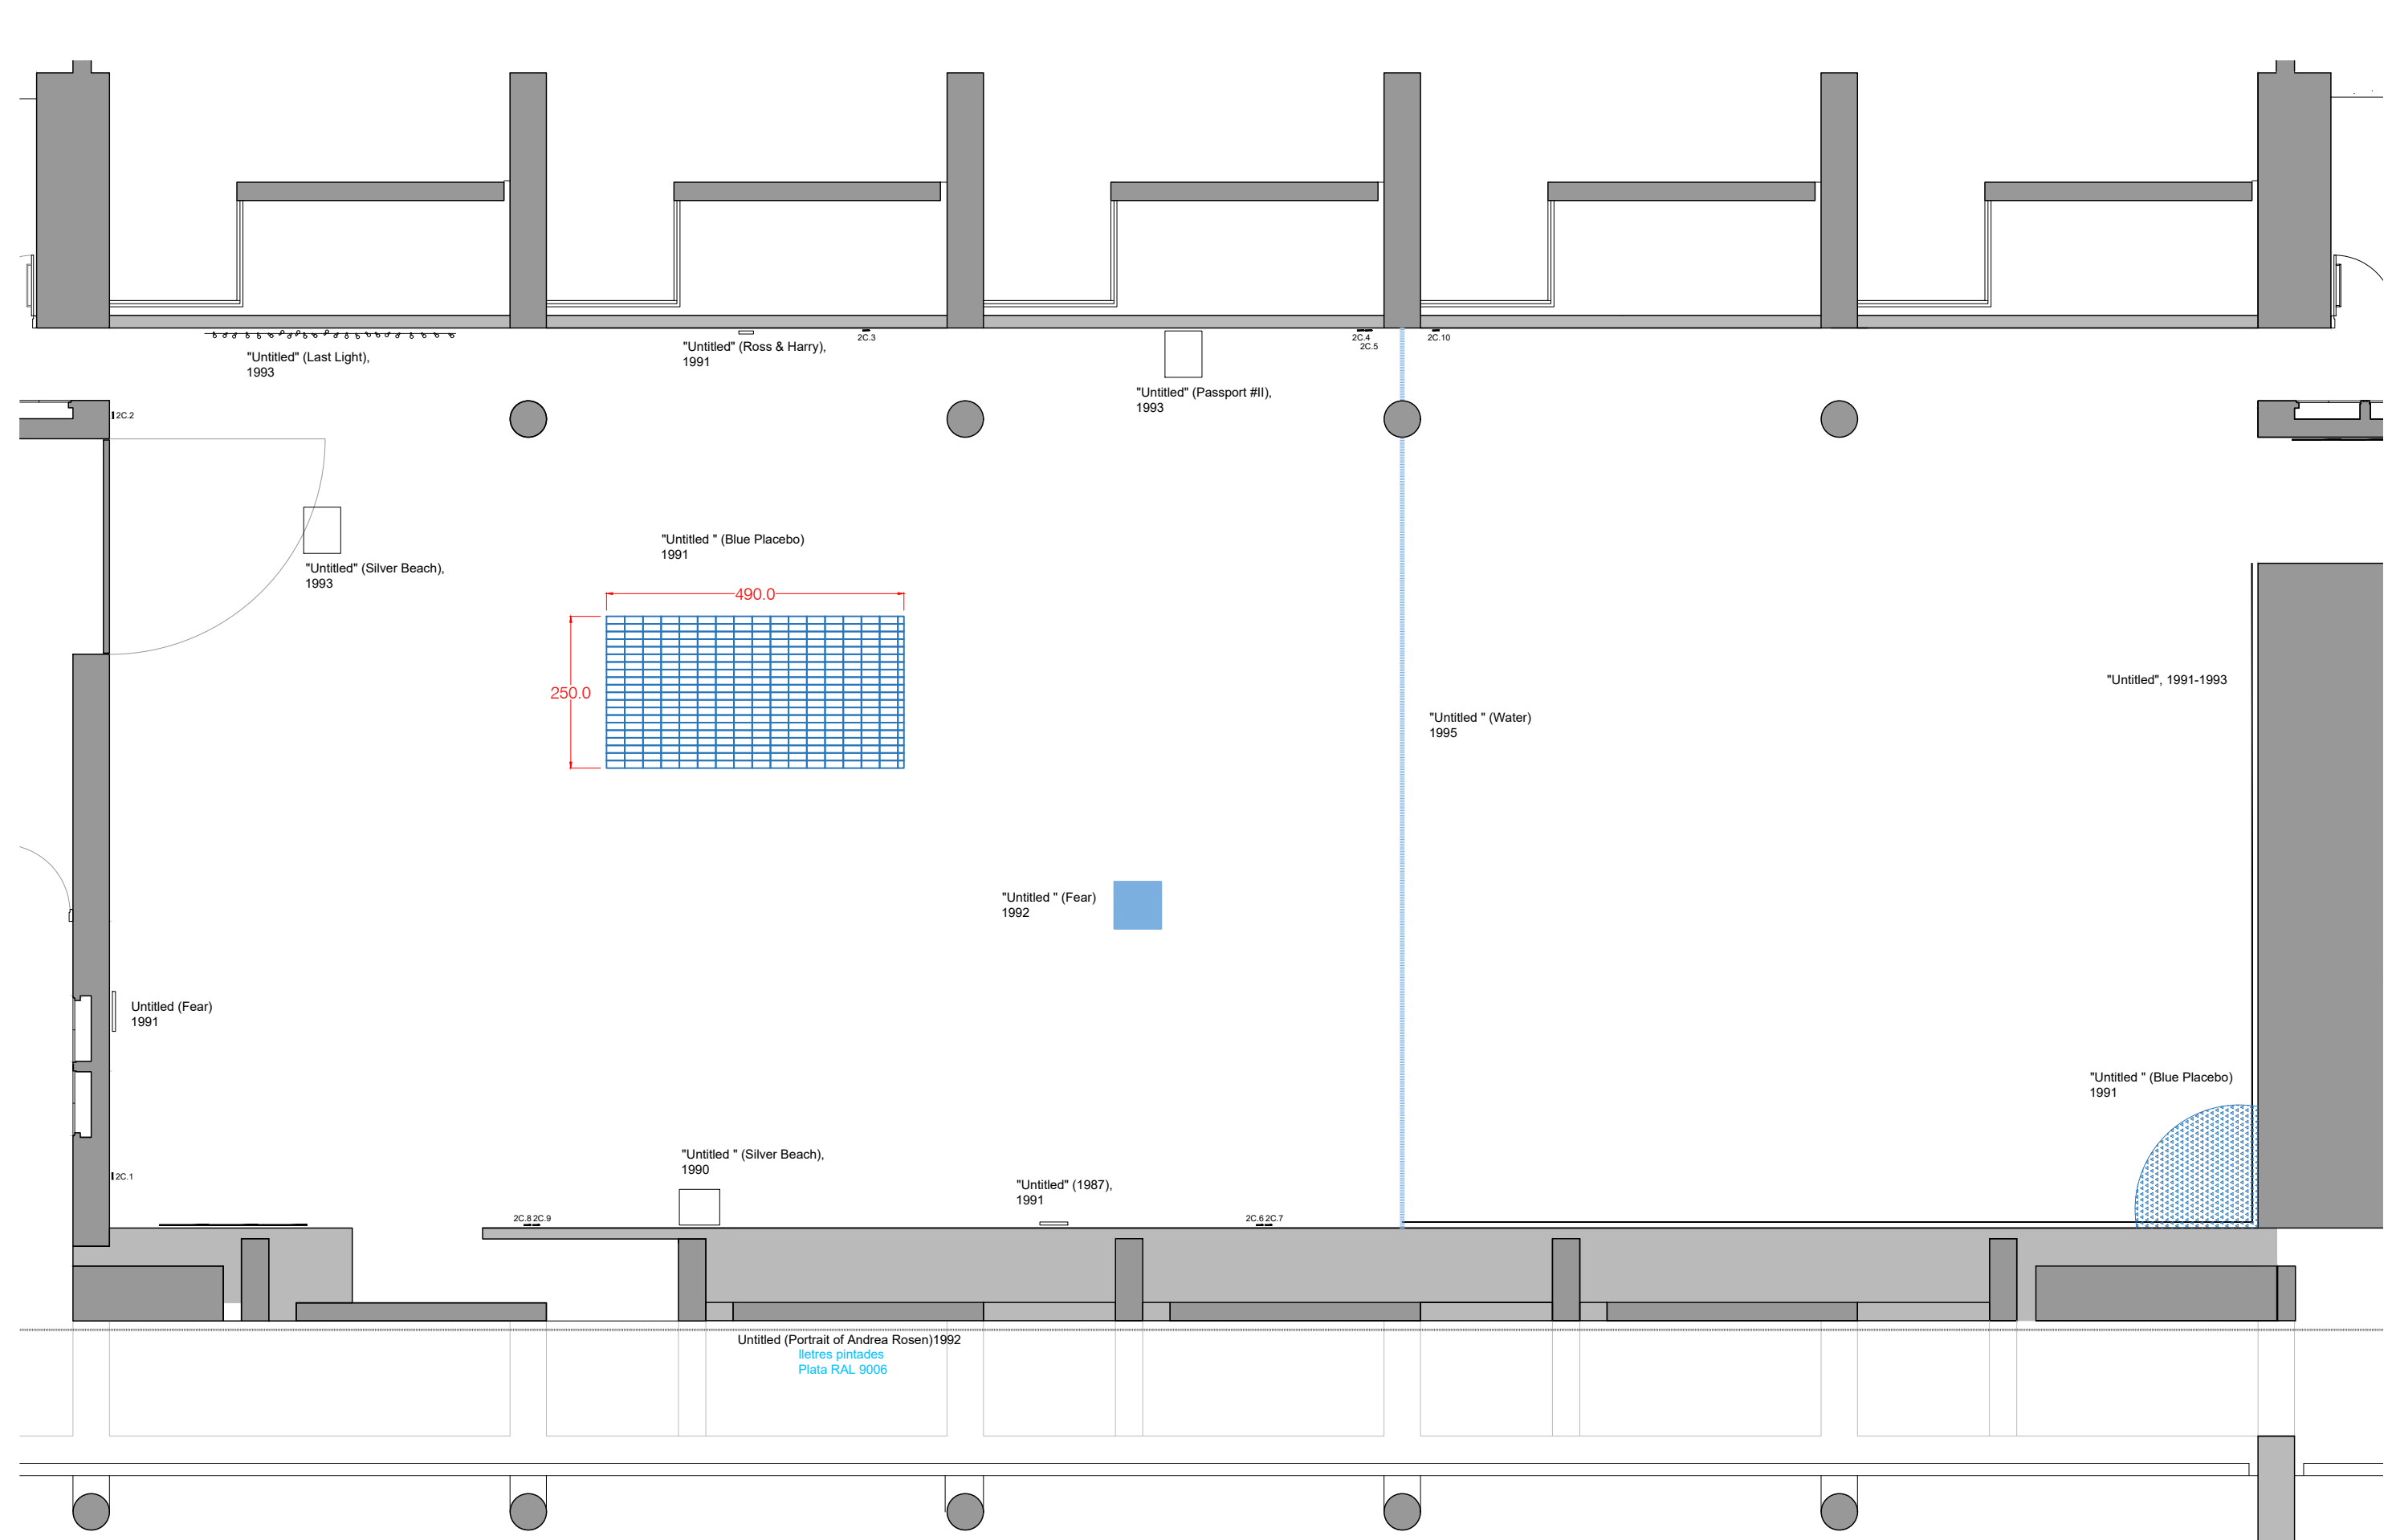 "Untitled" (Last Light),
1993
"Untitled" (Ross & Harry),
1991
2C.3
"Untitled" (Passport #II),
1993
2C.4
2C.5
2C.10
2C.2
"Untitled" (Silver Beach),
1993
"Untitled " (Blue Placebo)
1991
490.0
250.0
"Untitled " (Water)
1995
"Untitled", 1991-1993
"Untitled " (Fear)
1992
Untitled (Fear)
1991
"Untitled " (Blue Placebo)
1991
2C.1
"Untitled " (Silver Beach),
1990
"Untitled" (1987),
1991
2C.8 2C.9
2C.6 2C.7
Untitled (Portrait of Andrea Rosen)1992
lletres pintades
Plata RAL 9006